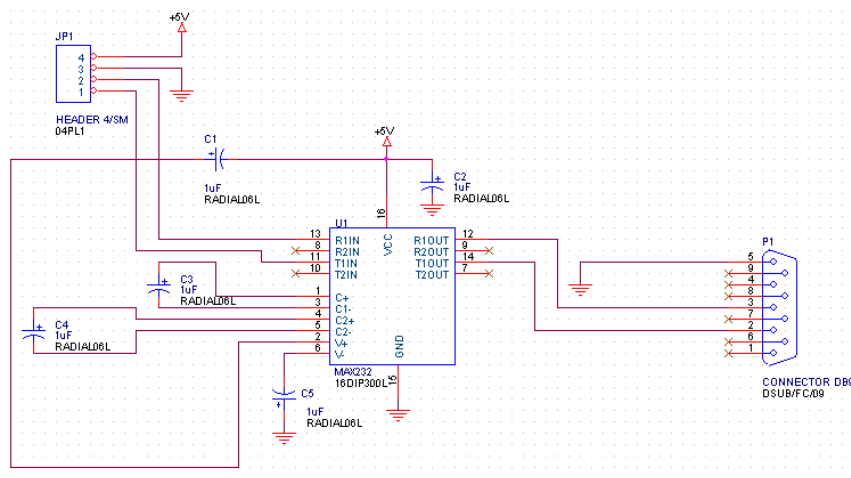 +5V
JP1
4
3
2
1
HEADER 4/SM
04PL1
C1
1uF
RADIAL06L
+5V
C2
1uF
RADIAL06L
U1
16
VCC
13 R1IN R1OUT 12
8 R2IN R2OUT 9
11 T1IN T1OUT 14
10 T2IN T2OUT 7
1 C+
3 C1-
4 C2+
5 C2-
2 V+
6 V-
GND
15
MAX232
16DIP300L
C3
1uF
RADIAL06L
C4
1uF
RADIAL06L
C5
1uF
RADIAL06L
P1
5
9
4
8
3
7
2
6
1
CONNECTOR DB9
DSUB/FC/09